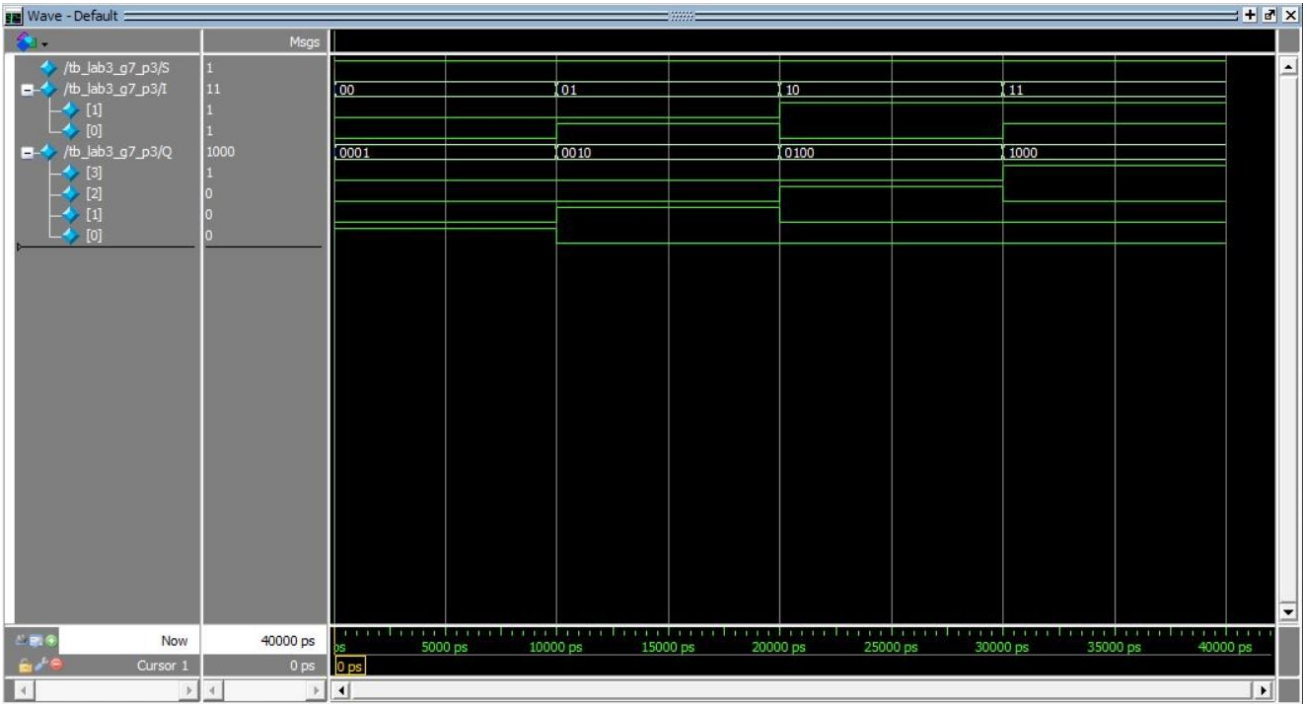 Wave - Default
Msgs
/tb_lab3_g7_p3/S 1
/tb_lab3_g7_p3/I 11 00 01 10 11
[1] 1
[0] 1
/tb_lab3_g7_p3/Q 1000 0001 0010 0100 1000
[3] 1
[2] 0
[1] 0
[0] 0
Now 40000 ps ps 5000 ps 10000 ps 15000 ps 20000 ps 25000 ps 30000 ps 35000 ps 40000 ps
Cursor 1 0 ps 0 ps